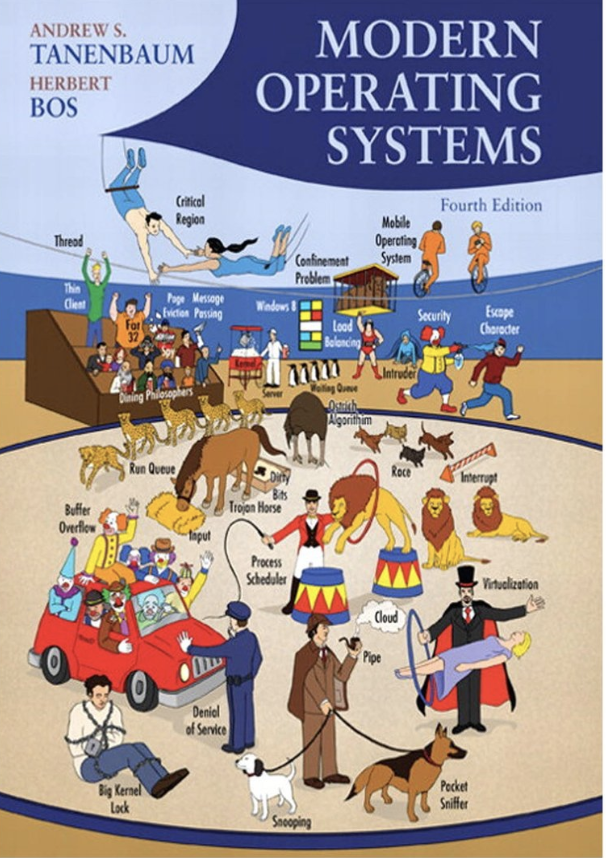 ANDREW S.
TANENBAUM
HERBERT
BOS
MODERN
OPERATING
SYSTEMS
Fourth Edition
Critical
Region
Mobile
Operating
System
Thread
Confinement
Problem
Thin
Client
Page
Eviction
Message
Passing
Windows 8
Security
Escape
Character
For
32
Load
Balancing
Kernel
Intruder
Dining Philosophers
Server
Waiting Queue
Ostrich
Algorithim
Run Queue
Dirty
Bits
Race
Interrupt
Trojan Horse
Buffer
Overflow
Input
Process
Scheduler
Virtualization
Cloud
Pipe
Denial
of Service
Big Kernel
Lock
Snooping
Packet
Sniffer